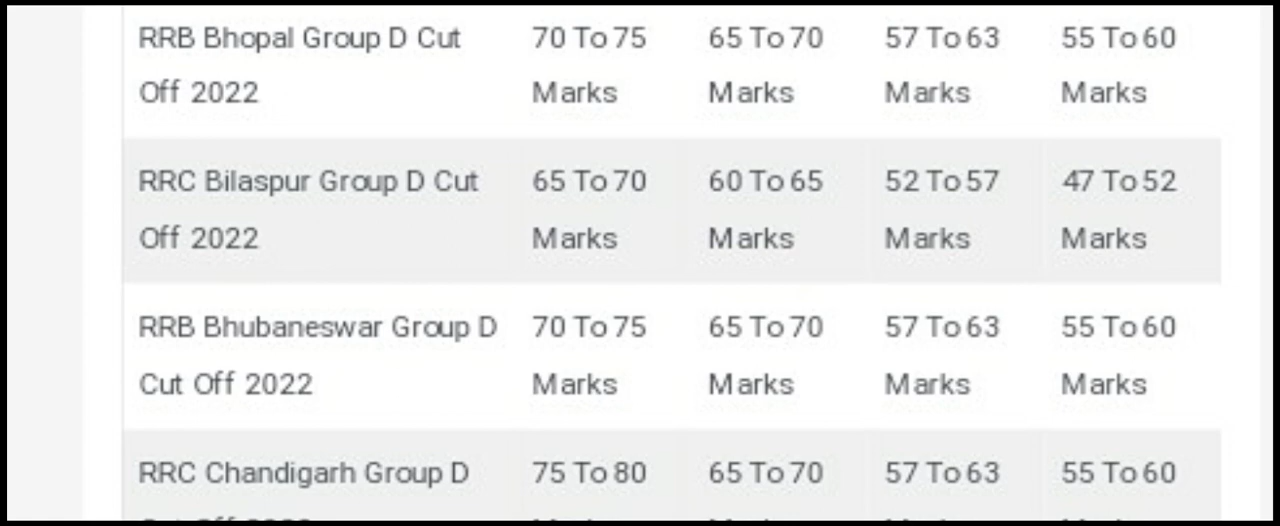 RRB Bhopal Group D Cut 70 To 75 65 To 70 57 To 63 55 To 60
Off 2022 Marks Marks Marks Marks
RRC Bilaspur Group D Cut 65 To 70 60 To 65 52 To 57 47 To 52
Off 2022 Marks Marks Marks Marks
RRB Bhubaneswar Group D 70 To 75 65 To 70 57 To 63 55 To 60
Cut Off 2022 Marks Marks Marks Marks
RRC Chandigarh Group D 75 To 80 65 To 70 57 To 63 55 To 60